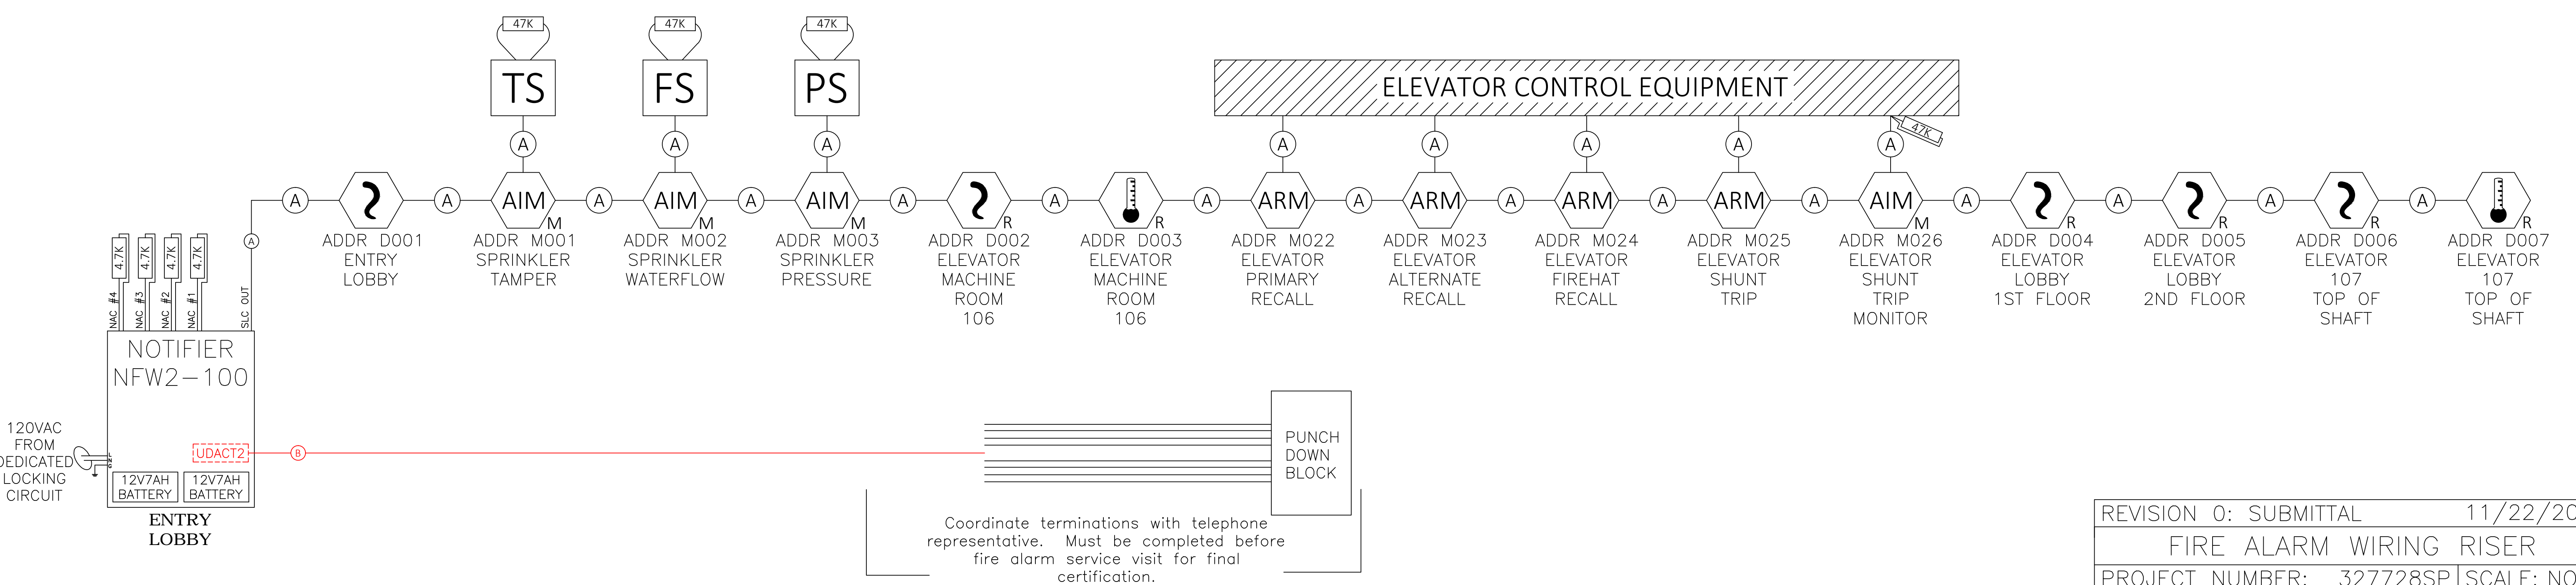 47K
47K
47K
TS
FS
PS
ELEVATOR CONTROL EQUIPMENT
A
A
A
A
A
A
A
A
47K
A
A
AIM
M
A
AIM
M
A
AIM
M
A
R
A
R
A
ARM
A
ARM
A
ARM
A
ARM
A
AIM
M
A
R
A
R
A
R
A
R
ADDR D001
ENTRY
LOBBY
ADDR M001
SPRINKLER
TAMPER
ADDR M002
SPRINKLER
WATERFLOW
ADDR M003
SPRINKLER
PRESSURE
ADDR D002
ELEVATOR
MACHINE
ROOM
106
ADDR D003
ELEVATOR
MACHINE
ROOM
106
ADDR M022
ELEVATOR
PRIMARY
RECALL
ADDR M023
ELEVATOR
ALTERNATE
RECALL
ADDR M024
ELEVATOR
FIREHAT
RECALL
ADDR M025
ELEVATOR
SHUNT
TRIP
ADDR M026
ELEVATOR
SHUNT
TRIP
MONITOR
ADDR D004
ELEVATOR
LOBBY
1ST FLOOR
ADDR D005
ELEVATOR
LOBBY
2ND FLOOR
ADDR D006
ELEVATOR
107
TOP OF
SHAFT
ADDR D007
ELEVATOR
107
TOP OF
SHAFT
4.7K
4.7K
4.7K
4.7K
A
NAC #4
NAC #3
NAC #2
NAC #1
SLC OUT
NOTIFIER
NFW2-100
120VAC
FROM
DEDICATED
LOCKING
CIRCUIT
UDACT2
B
12V7AH
BATTERY
12V7AH
BATTERY
ENTRY
LOBBY
PUNCH
DOWN
BLOCK
Coordinate terminations with telephone
representative. Must be completed before
fire alarm service visit for final
certification.
REVISION 0: SUBMITTAL 11/22/20
FIRE ALARM WIRING RISER
PROJECT NUMBER: 327728SP SCALE: NO